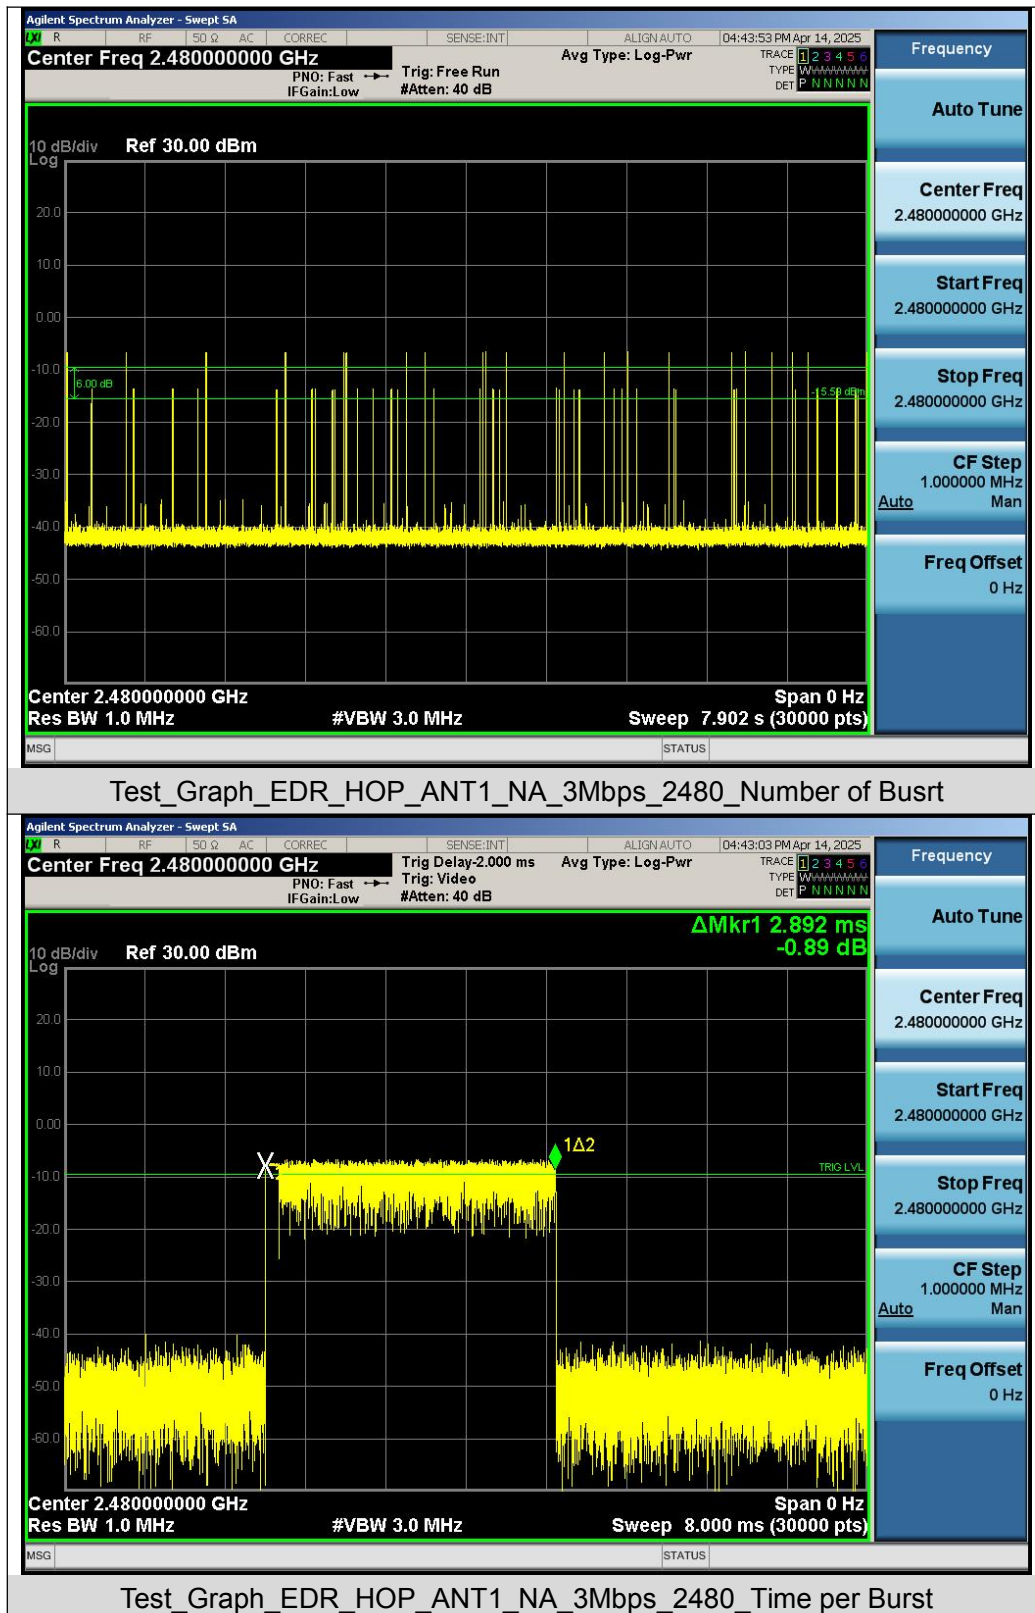 Agilent Spectrum Analyzer - Swept SA
LXI R RF 50 Ω AC CORREC SENSE:INT ALIGN AUTO 04:43:53 PM Apr 14, 2025
Center Freq 2.480000000 GHz Avg Type: Log-Pwr TRACE 1 2 3 4 5 6
PNO: Fast Trig: Free Run TYPE W
IFGain:Low #Atten: 40 dB DET P N N N N N
Frequency
Auto Tune
10 dB/div Ref 30.00 dBm
Log
20.0
10.0
0.00
-10.0
6.00 dB
-15.59 dBm
-20.0
-30.0
-40.0
-50.0
-60.0
Center Freq
2.480000000 GHz
Start Freq
2.480000000 GHz
Stop Freq
2.480000000 GHz
CF Step
1.000000 MHz
Auto Man
Freq Offset
0 Hz
Center 2.480000000 GHz Span 0 Hz
Res BW 1.0 MHz #VBW 3.0 MHz Sweep 7.902 s (30000 pts)
MSG STATUS
Test_Graph_EDR_HOP_ANT1_NA_3Mbps_2480_Number of Busrt
Agilent Spectrum Analyzer - Swept SA
LXI R RF 50 Ω AC CORREC SENSE:INT ALIGN AUTO 04:43:03 PM Apr 14, 2025
Center Freq 2.480000000 GHz Trig Delay-2.000 ms Avg Type: Log-Pwr TRACE 1 2 3 4 5 6
PNO: Fast Trig: Video TYPE W
IFGain:Low #Atten: 40 dB DET P N N N N N
Frequency
Auto Tune
ΔMkr1 2.892 ms
-0.89 dB
10 dB/div Ref 30.00 dBm
Log
20.0
10.0
0.00
1Δ2
TRIG LVL
-10.0
-20.0
-30.0
-40.0
-50.0
-60.0
Center Freq
2.480000000 GHz
Start Freq
2.480000000 GHz
Stop Freq
2.480000000 GHz
CF Step
1.000000 MHz
Auto Man
Freq Offset
0 Hz
Center 2.480000000 GHz Span 0 Hz
Res BW 1.0 MHz #VBW 3.0 MHz Sweep 8.000 ms (30000 pts)
MSG STATUS
Test_Graph_EDR_HOP_ANT1_NA_3Mbps_2480_Time per Burst